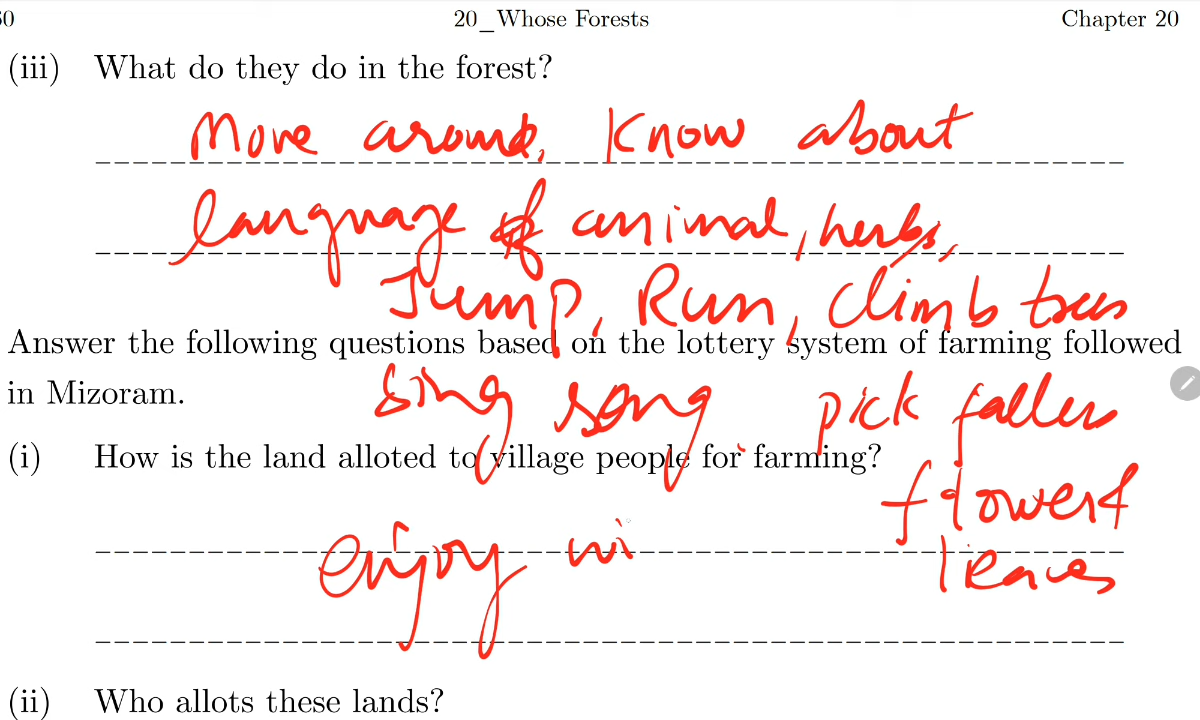 60 20_Whose Forests Chapter 20
(iii) What do they do in the forest?
Move around, Know about
language of animal, herbs,
Jump, Run, Climb trees
Answer the following questions based on the lottery system of farming followed
in Mizoram.
sing song pick fallen
(i) How is the land alloted to village people for farming?
flower &
enjoy wi
leaves
(ii) Who allots these lands?